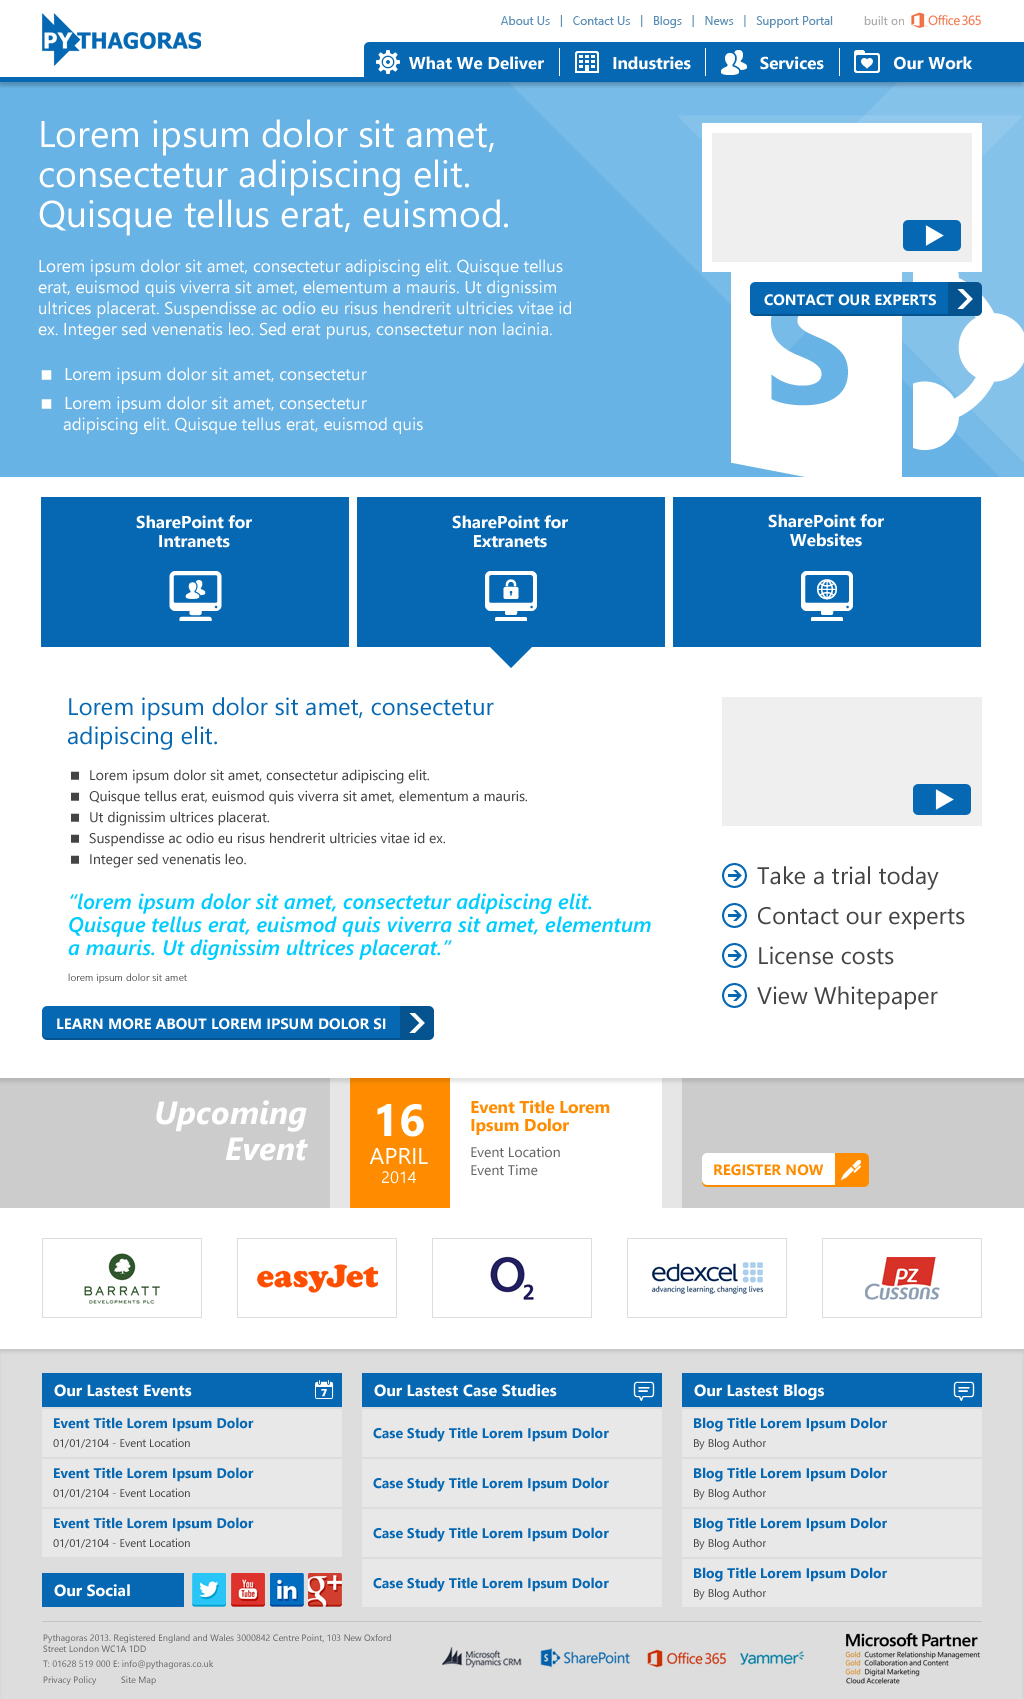 PYTHAGORAS
About Us | Contact Us | Blogs | News | Support Portal
built on Office 365
What We Deliver
Industries
Services
Our Work
Lorem ipsum dolor sit amet,
consectetur adipiscing elit.
Quisque tellus erat, euismod.
Lorem ipsum dolor sit amet, consectetur adipiscing elit. Quisque tellus
erat, euismod quis viverra sit amet, elementum a mauris. Ut dignissim
ultrices placerat. Suspendisse ac odio eu risus hendrerit ultricies vitae id
ex. Integer sed venenatis leo. Sed erat purus, consectetur non lacinia.
Lorem ipsum dolor sit amet, consectetur
Lorem ipsum dolor sit amet, consectetur
adipiscing elit. Quisque tellus erat, euismod quis
CONTACT OUR EXPERTS
S
SharePoint for
Intranets
SharePoint for
Extranets
SharePoint for
Websites
Lorem ipsum dolor sit amet, consectetur
adipiscing elit.
Lorem ipsum dolor sit amet, consectetur adipiscing elit.
Quisque tellus erat, euismod quis viverra sit amet, elementum a mauris.
Ut dignissim ultrices placerat.
Suspendisse ac odio eu risus hendrerit ultricies vitae id ex.
Integer sed venenatis leo.
“lorem ipsum dolor sit amet, consectetur adipiscing elit.
Quisque tellus erat, euismod quis viverra sit amet, elementum
a mauris. Ut dignissim ultrices placerat.”
lorem ipsum dolor sit amet
LEARN MORE ABOUT LOREM IPSUM DOLOR SI
Take a trial today
Contact our experts
License costs
View Whitepaper
Upcoming
Event
16
APRIL
2014
Event Title Lorem
Ipsum Dolor
Event Location
Event Time
REGISTER NOW
BARRATT
DEVELOPMENTS PLC
easyJet
O2
edexcel
advancing learning, changing lives
PZ
Cussons
Our Lastest Events
7
Event Title Lorem Ipsum Dolor
01/01/2104 - Event Location
Event Title Lorem Ipsum Dolor
01/01/2104 - Event Location
Event Title Lorem Ipsum Dolor
01/01/2104 - Event Location
Our Social
You
Tube
in
g+
Our Lastest Case Studies
Case Study Title Lorem Ipsum Dolor
Case Study Title Lorem Ipsum Dolor
Case Study Title Lorem Ipsum Dolor
Case Study Title Lorem Ipsum Dolor
Our Lastest Blogs
Blog Title Lorem Ipsum Dolor
By Blog Author
Blog Title Lorem Ipsum Dolor
By Blog Author
Blog Title Lorem Ipsum Dolor
By Blog Author
Blog Title Lorem Ipsum Dolor
By Blog Author
Pythagoras 2013. Registered England and Wales 3000842 Centre Point, 103 New Oxford
Street London WC1A 1DD
T: 01628 519 000 E: info@pythagoras.co.uk
Privacy Policy
Site Map
Microsoft
Dynamics CRM
SharePoint
Office 365
yammer
Microsoft Partner
Gold Customer Relationship Management
Gold Collaboration and Content
Gold Digital Marketing
Cloud Accelerate